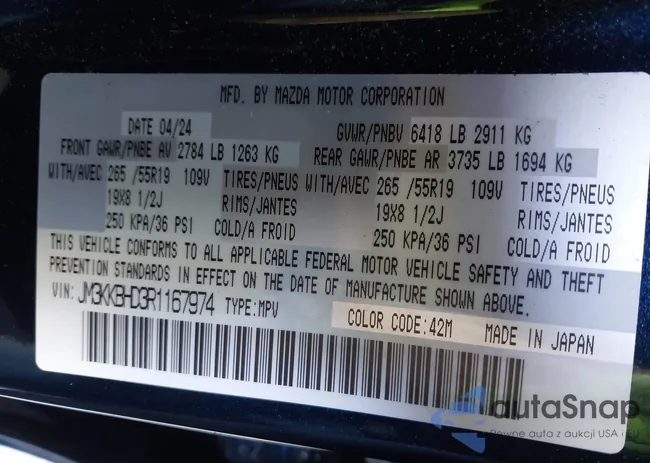 MFD. BY MAZDA MOTOR CORPORATION
DATE 04/24 GVWR/PNBV 6418 LB 2911 KG
FRONT GAWR/PNBE AV 2784 LB 1263 KG REAR GAWR/PNBE AR 3735 LB 1694 KG
WITH/AVEC 265 /55R19 109V TIRES/PNEUS WITH/AVEC 265 /55R19 109V TIRES/PNEUS
19X8 1/2J RIMS/JANTES 19X8 1/2J RIMS/JANTES
250 KPA/36 PSI COLD/A FROID 250 KPA/36 PSI COLD/A FROID
THIS VEHICLE CONFORMS TO ALL APPLICABLE FEDERAL MOTOR VEHICLE SAFETY AND THEFT
PREVENTION STANDARDS IN EFFECT ON THE DATE OF MANUFACTURE SHOWN ABOVE.
VIN: JM3KKBHD3R1167974 TYPE:MPV
COLOR CODE:42M MADE IN JAPAN
autaSnap
Pewne auta z aukcji USA i EU